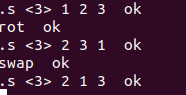 .s <3> 1 2 3  ok
rot  ok
.s <3> 2 3 1  ok
swap  ok
.s <3> 2 1 3  ok